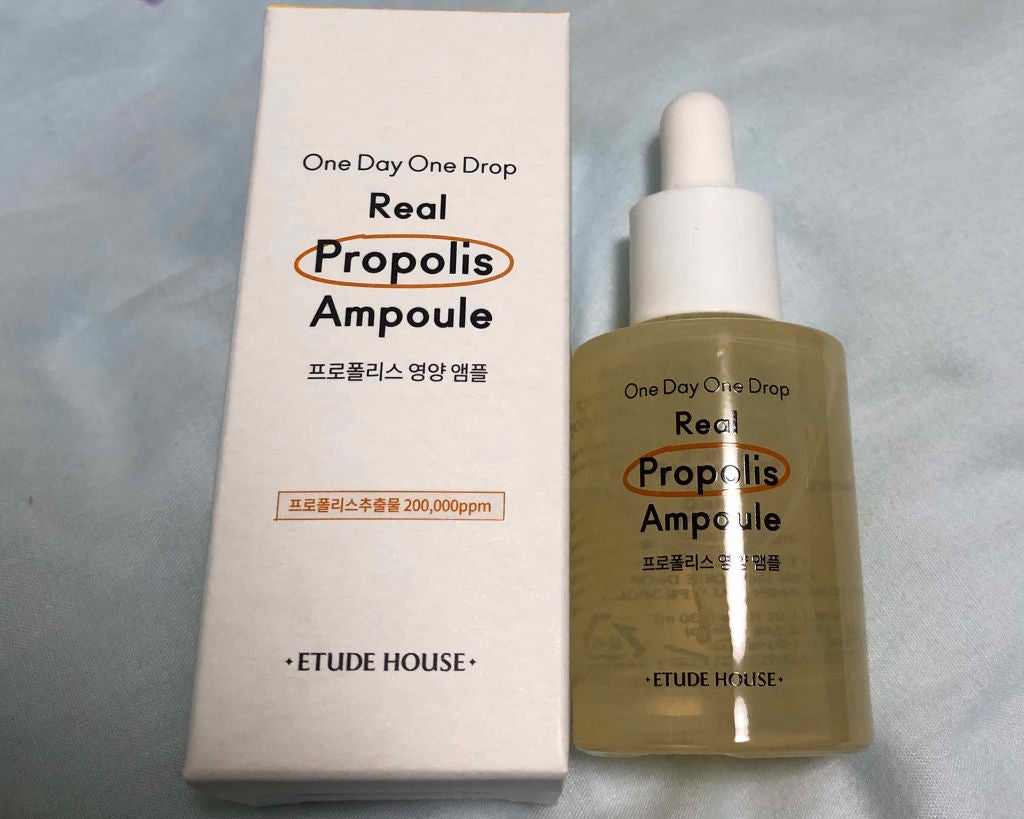 One Day One Drop
Real
Propolis
Ampoule
프로폴리스 영양 앰플
프로폴리스추출물 200,000ppm
ETUDE HOUSE
One Day One Drop
Real
Propolis
Ampoule
프로폴리스 영양 앰플
ETUDE HOUSE